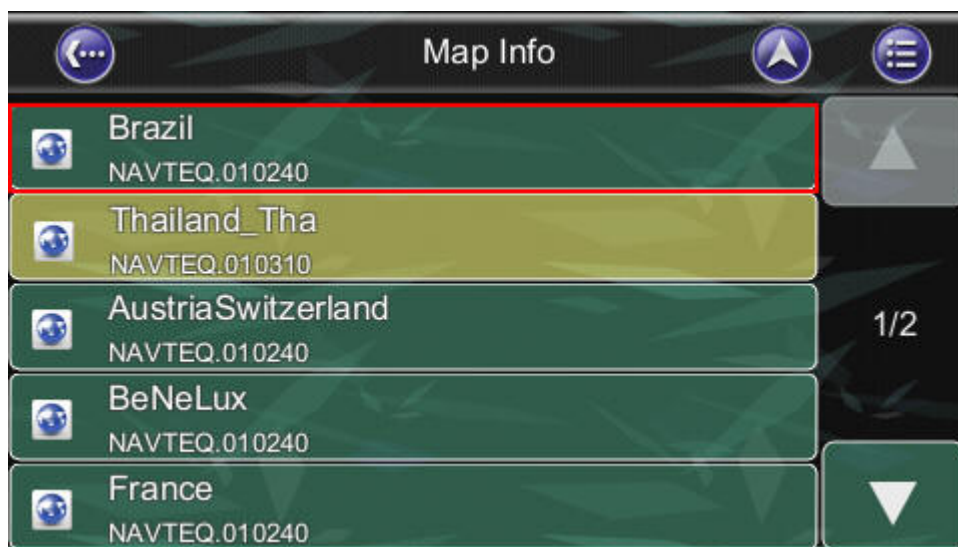 Map Info
Brazil
NAVTEQ.010240
Thailand_Tha
NAVTEQ.010310
AustriaSwitzerland
NAVTEQ.010240
1/2
BeNeLux
NAVTEQ.010240
France
NAVTEQ.010240